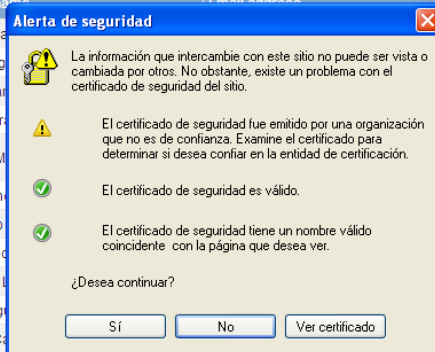 Alerta de seguridad
La información que intercambie con este sitio no puede ser vista o
cambiada por otros. No obstante, existe un problema con el
certificado de seguridad del sitio.
El certificado de seguridad fue emitido por una organización
que no es de confianza. Examine el certificado para
determinar si desea confiar en la entidad de certificación.
El certificado de seguridad es válido.
El certificado de seguridad tiene un nombre válido
coincidente con la página que desea ver.
¿Desea continuar?
Sí No Ver certificado